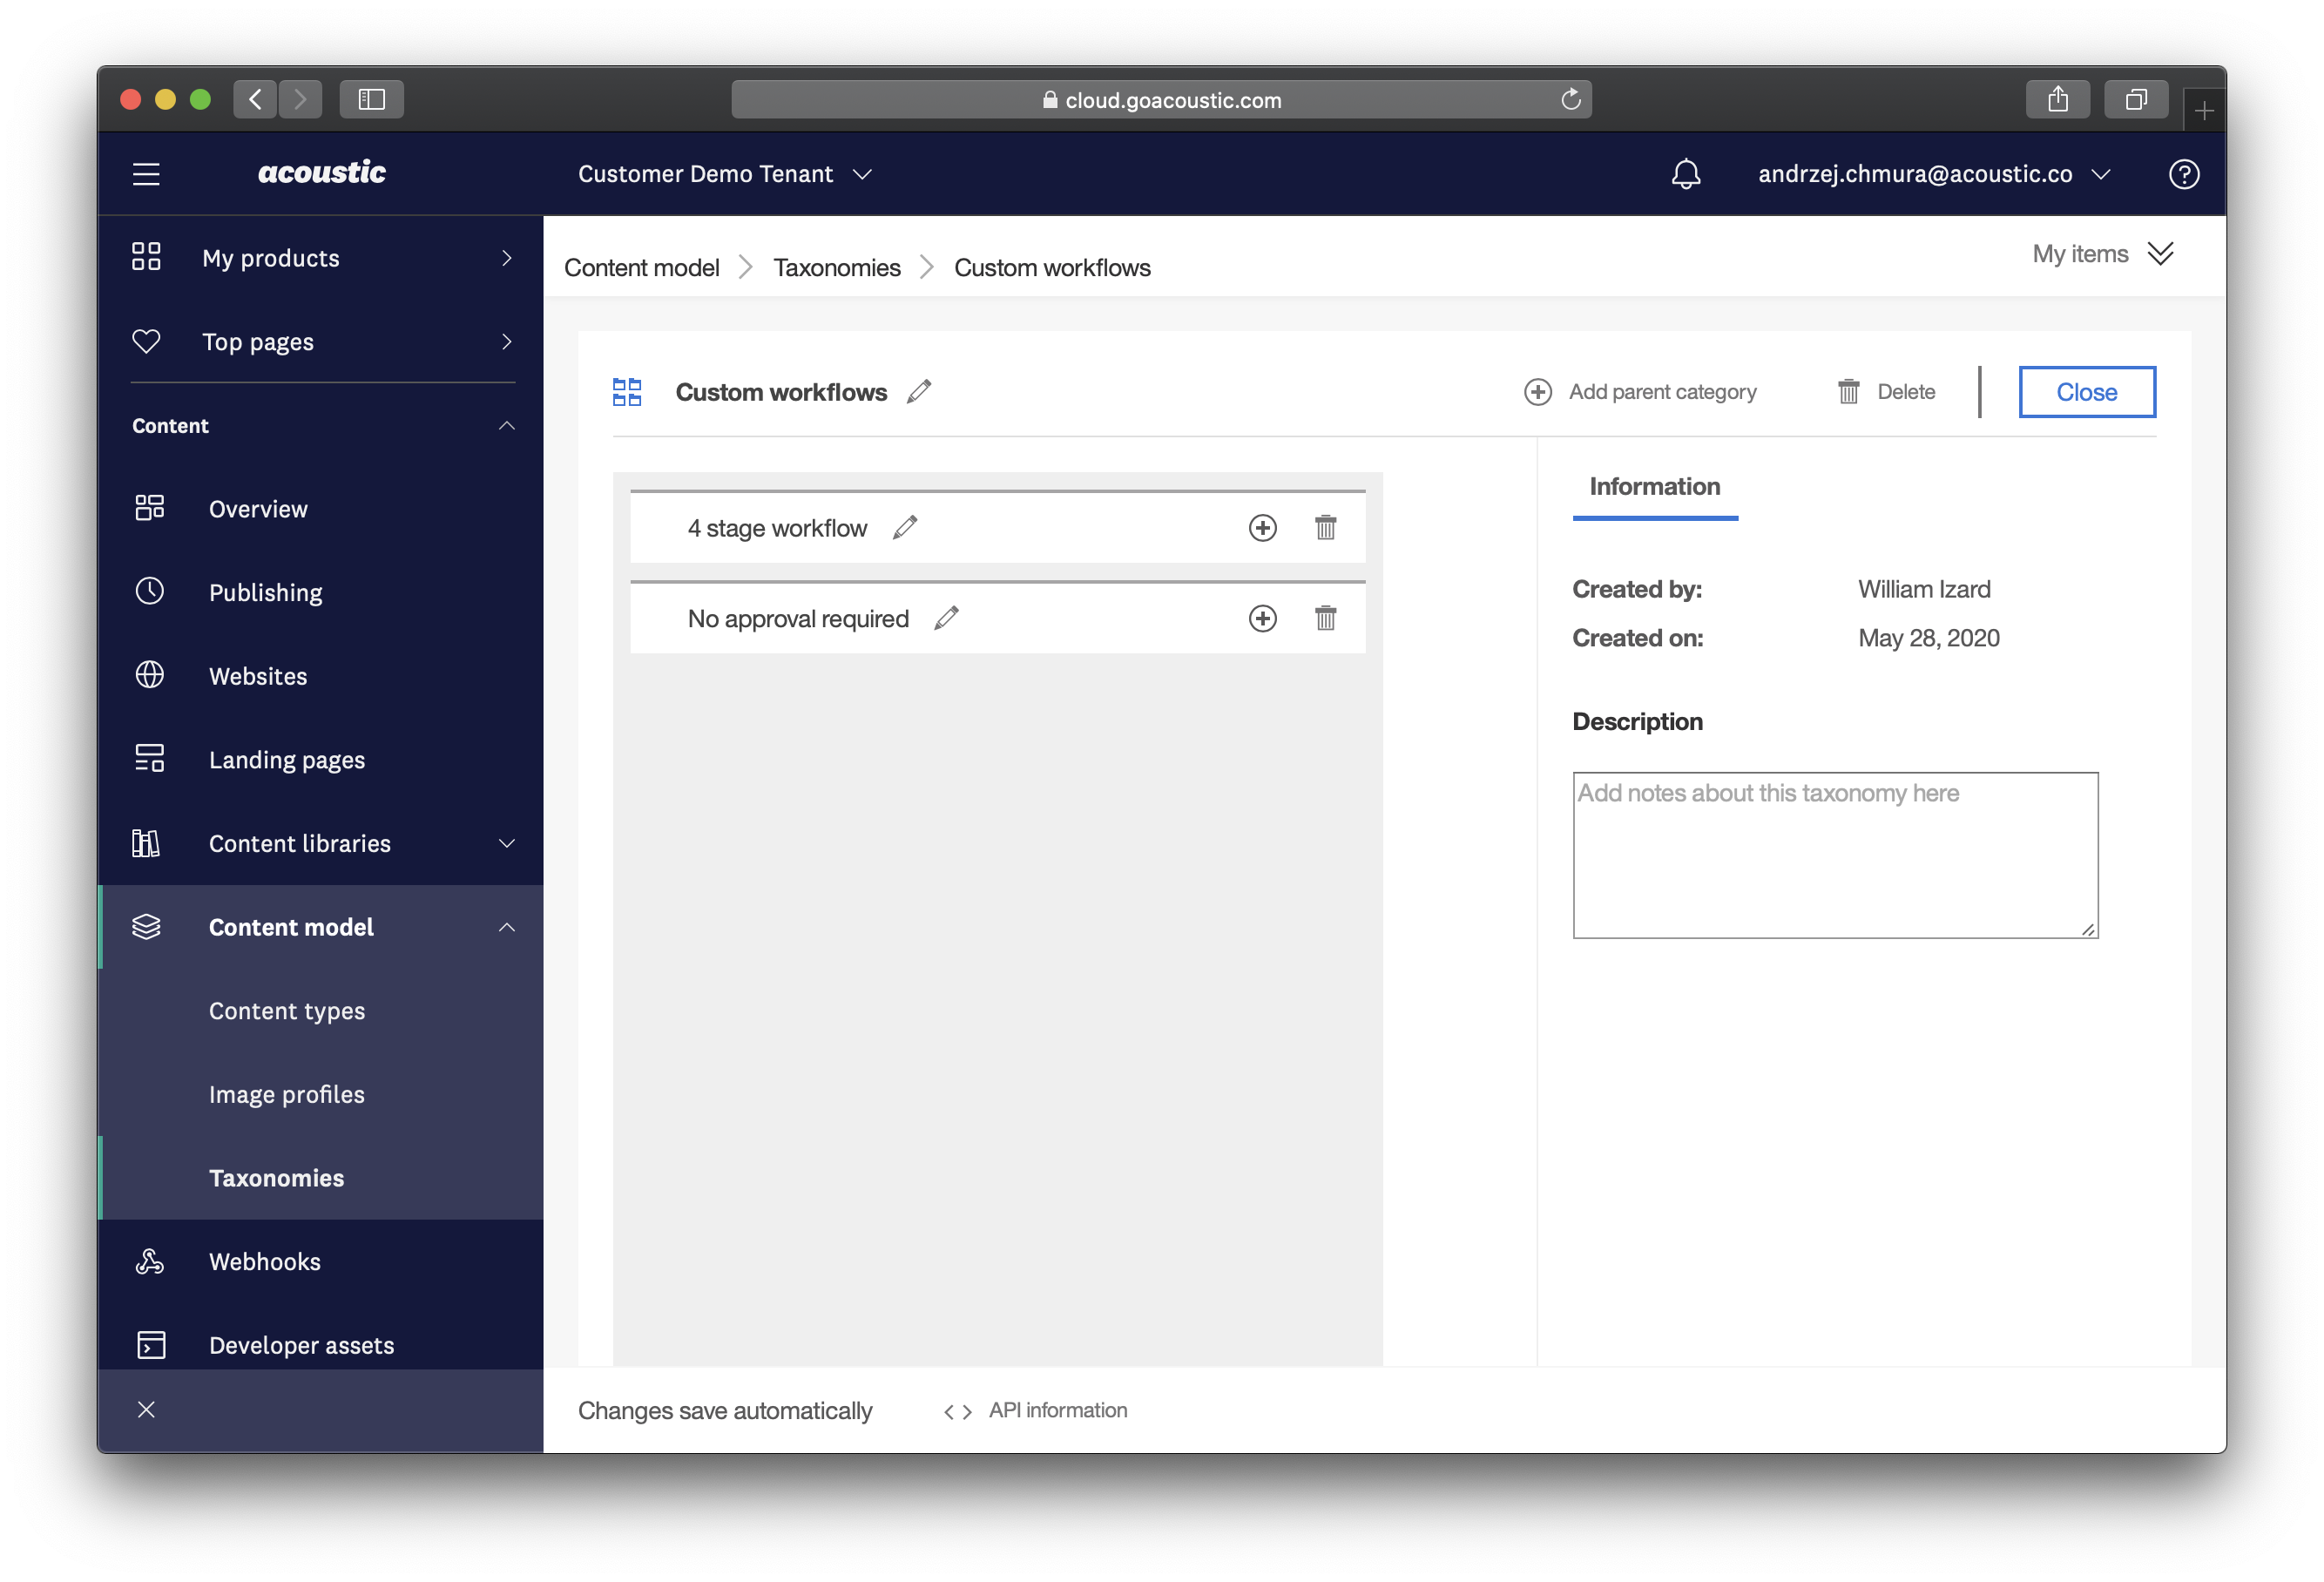 cloud.goacoustic.com
acoustic
Customer Demo Tenant
andrzej.chmura@acoustic.co
My products
Top pages
Content
Overview
Publishing
Websites
Landing pages
Content libraries
Content model
Content types
Image profiles
Taxonomies
Webhooks
Developer assets
Content model > Taxonomies > Custom workflows
My items
Custom workflows
Add parent category
Delete
Close
4 stage workflow
No approval required
Information
Created by: William Izard
Created on: May 28, 2020
Description
Add notes about this taxonomy here
Changes save automatically
< > API information